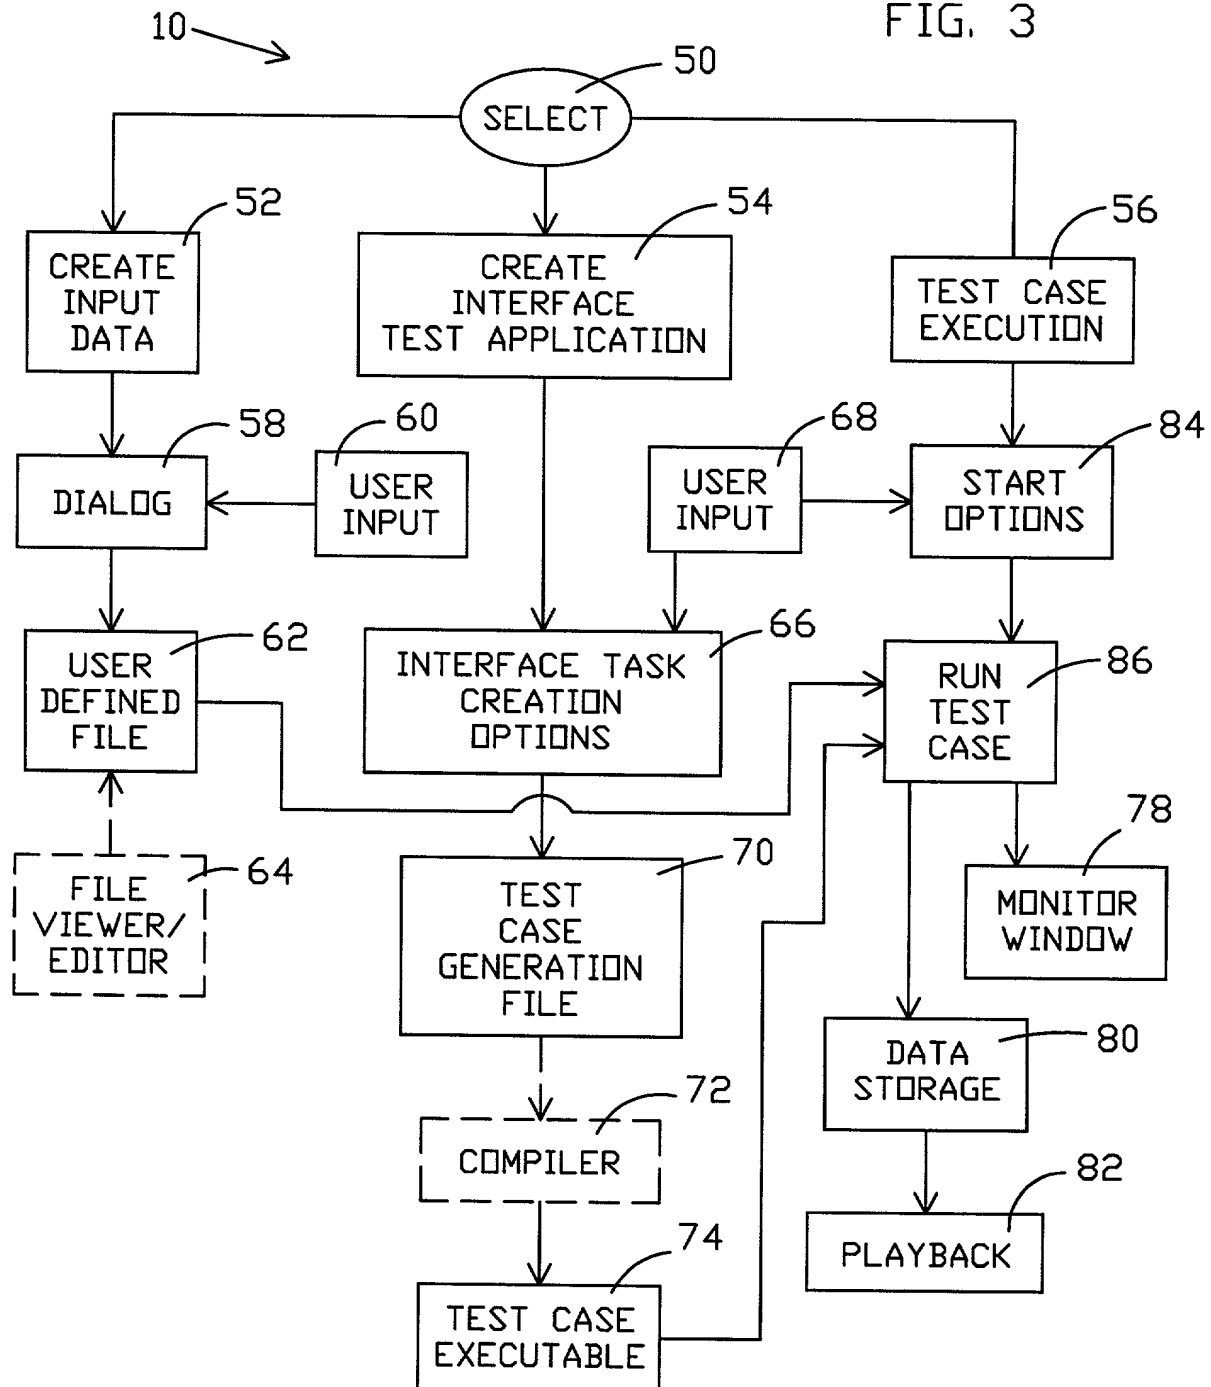 FIG. 3
10
50
SELECT
52
54
56
CREATE
INPUT
DATA
CREATE
INTERFACE
TEST APPLICATION
TEST CASE
EXECUTION
58
60
68
84
DIALOG
USER
INPUT
USER
INPUT
START
OPTIONS
62
66
86
USER
DEFINED
FILE
INTERFACE TASK
CREATION
OPTIONS
RUN
TEST
CASE
64
70
78
FILE
VIEWER/
EDITOR
TEST
CASE
GENERATION
FILE
MONITOR
WINDOW
80
DATA
STORAGE
72
COMPILER
82
PLAYBACK
74
TEST CASE
EXECUTABLE